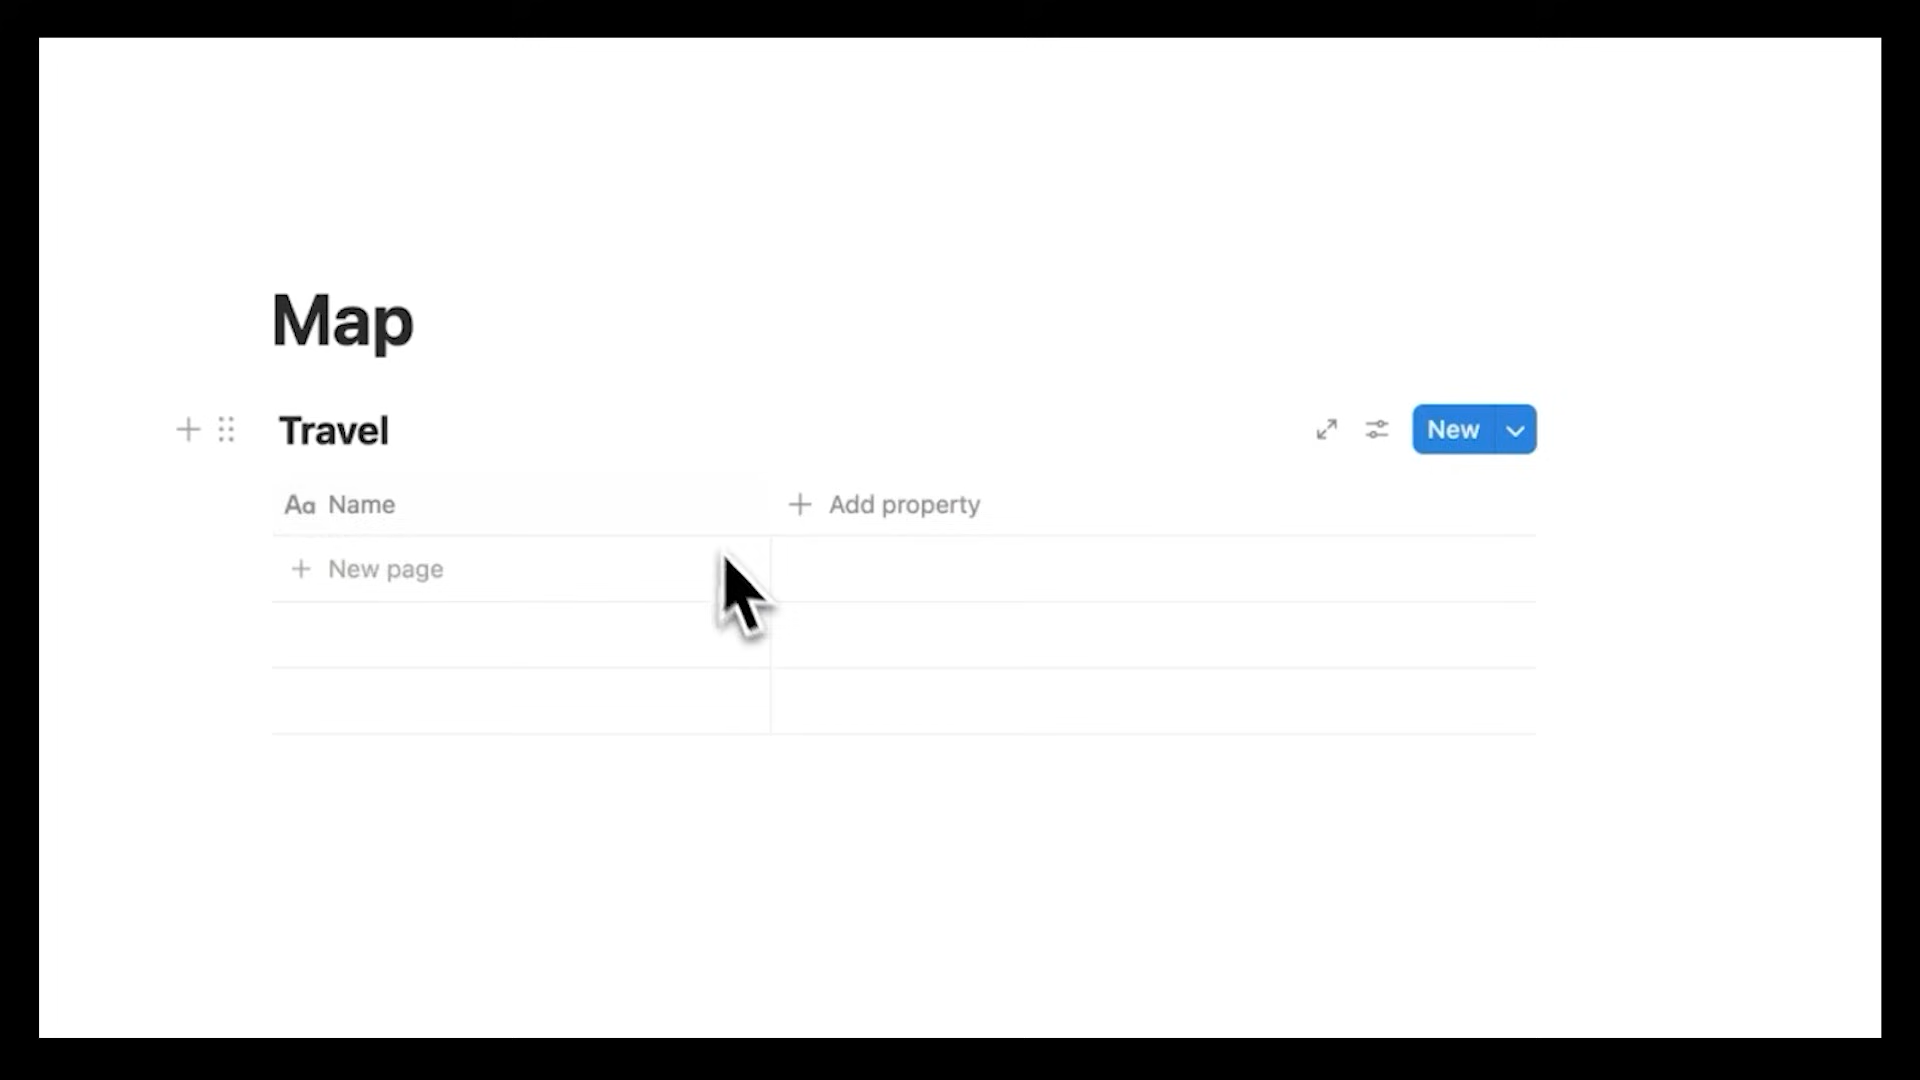 Map
Travel
New
Aa Name
Add property
New page